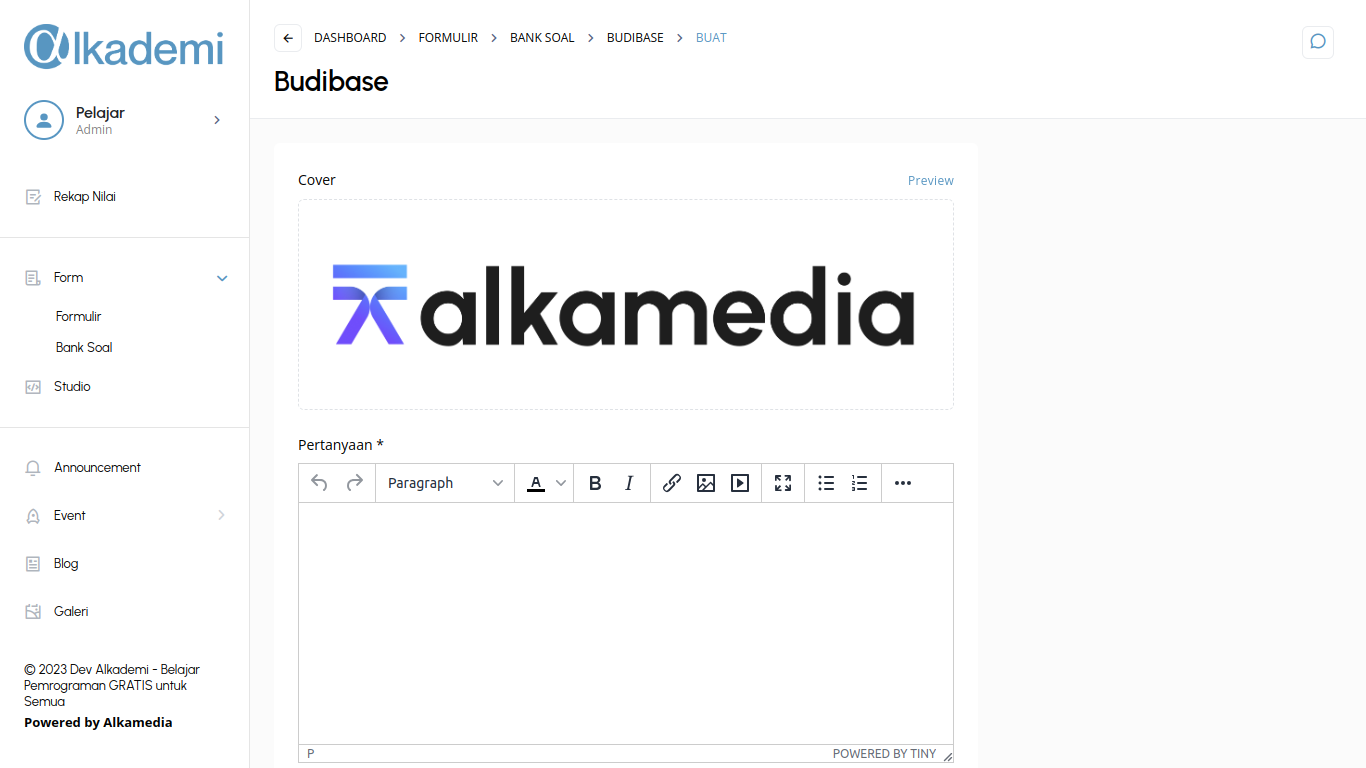 Alkademi
Pelajar
Admin
Rekap Nilai
Form
Formulir
Bank Soal
Studio
Announcement
Event
Blog
Galeri
© 2023 Dev Alkademi - Belajar
Pemrograman GRATIS untuk
Semua
Powered by Alkamedia
DASHBOARD > FORMULIR > BANK SOAL > BUDIBASE > BUAT
Budibase
Cover
Preview
alkamedia
Pertanyaan *
Paragraph
A
B
I
P
POWERED BY TINY